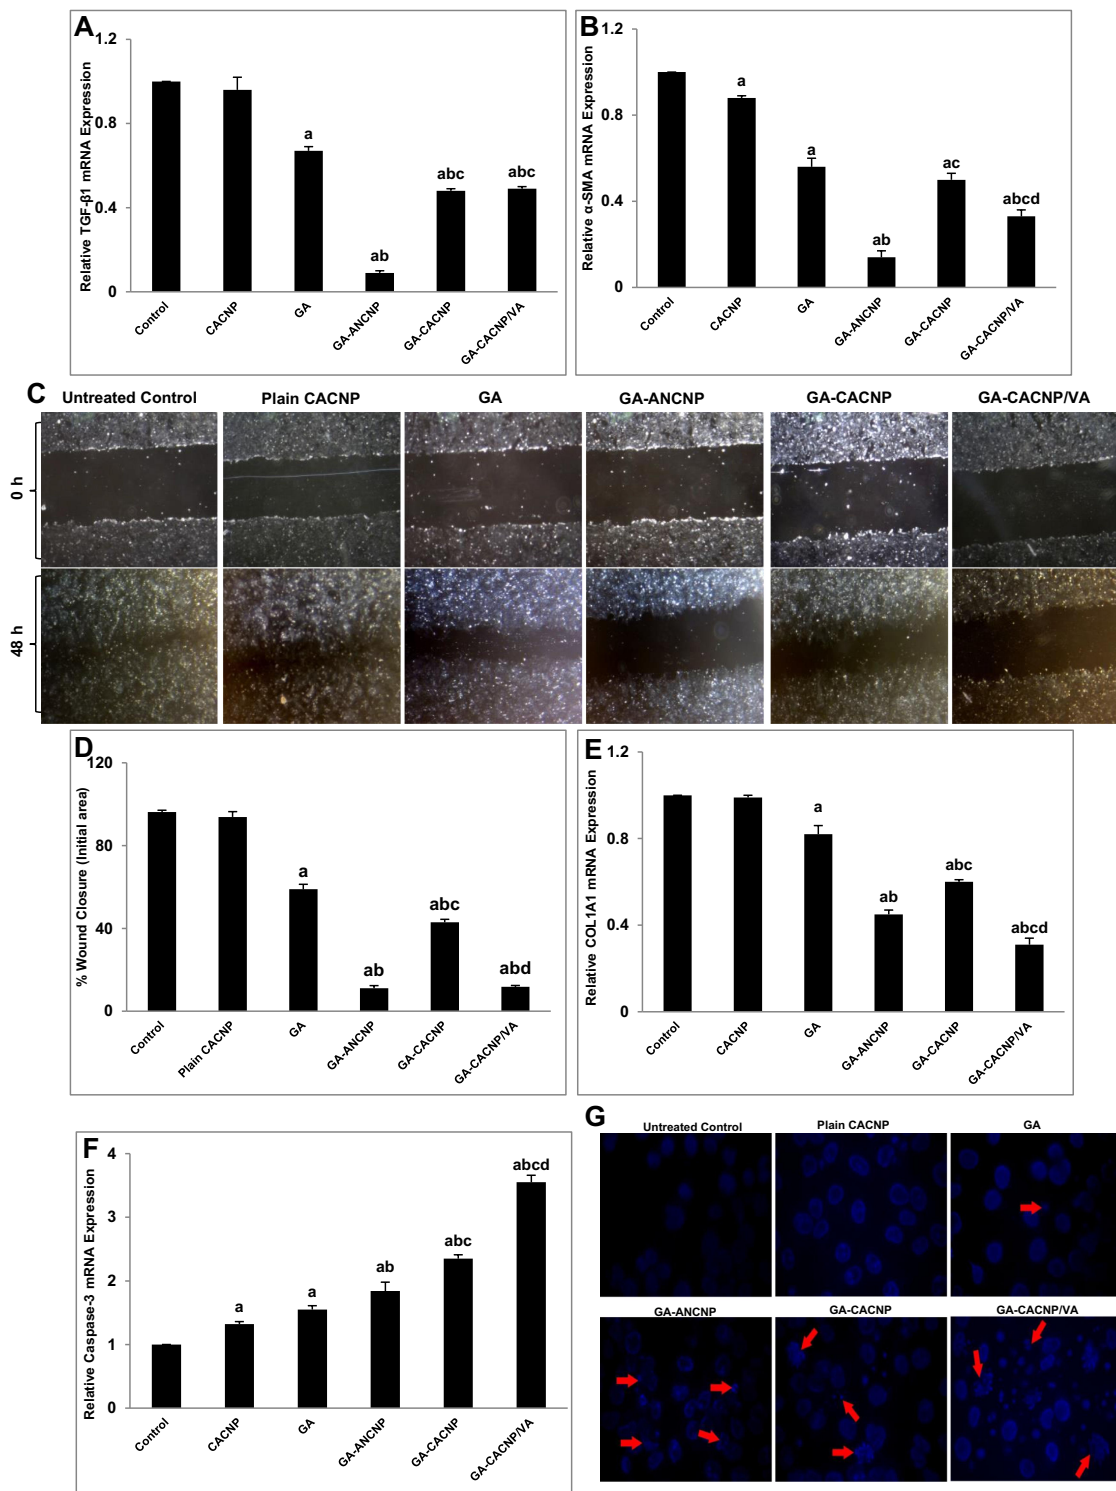 A
Relative TGF-β1 mRNA Expression
1.2
0.8
0.4
0
a
ab
abc
abc
Control
CACNP
GA
GA-ANCNP
GA-CACNP
GA-CACNP/VA
B
Relative α-SMA mRNA Expression
1.2
0.8
0.4
0
a
a
ab
ac
abcd
Control
CACNP
GA
GA-ANCNP
GA-CACNP
GA-CACNP/VA
C
Untreated Control
Plain CACNP
GA
GA-ANCNP
GA-CACNP
GA-CACNP/VA
0 h
48 h
D
% Wound Closure (Initial area)
120
80
40
0
a
ab
abc
abd
Control
Plain CACNP
GA
GA-ANCNP
GA-CACNP
GA-CACNP/VA
E
Relative COL1A1 mRNA Expression
1.2
0.8
0.4
0
a
ab
abc
abcd
Control
CACNP
GA
GA-ANCNP
GA-CACNP
GA-CACNP/VA
F
Relative Caspase-3 mRNA Expression
4
3
2
1
0
a
a
ab
abc
abcd
Control
CACNP
GA
GA-ANCNP
GA-CACNP
GA-CACNP/VA
G
Untreated Control
Plain CACNP
GA
GA-ANCNP
GA-CACNP
GA-CACNP/VA